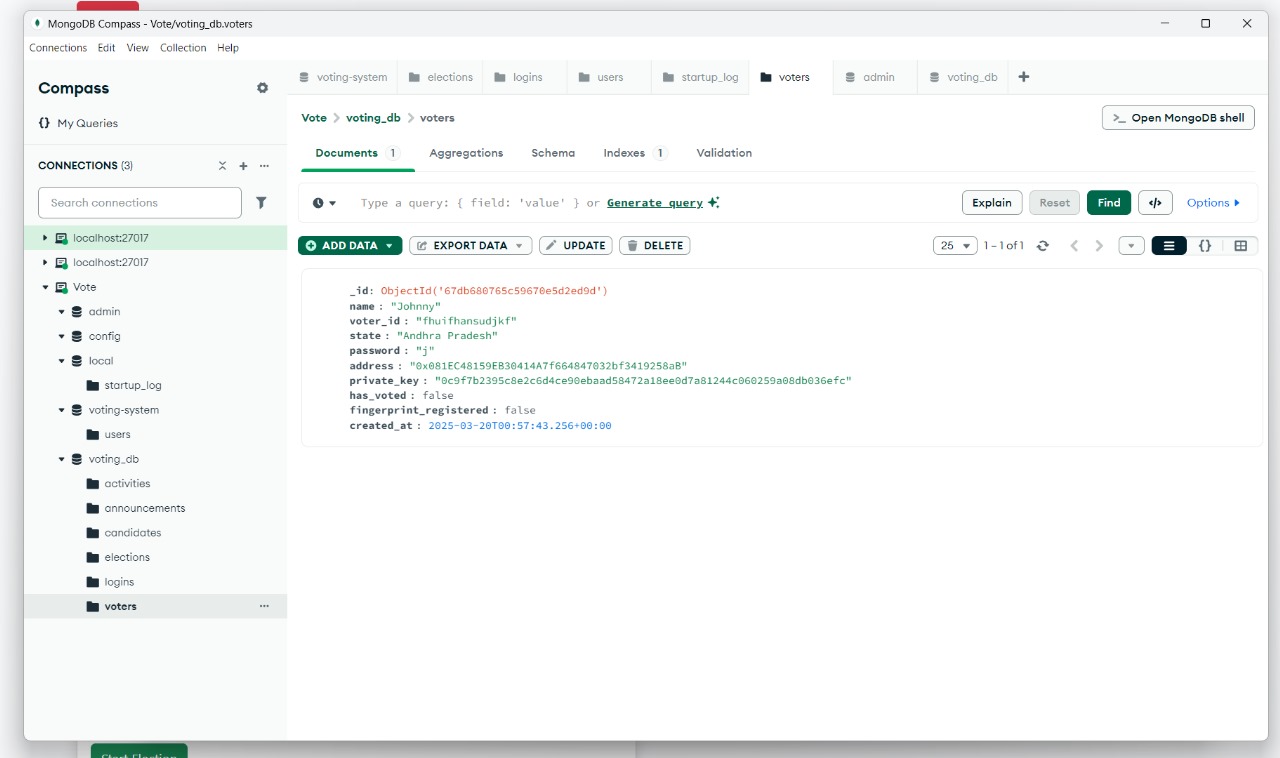 MongoDB Compass - Vote/voting_db.voters
Connections Edit View Collection Help
Compass
{} My Queries
CONNECTIONS (3)
Search connections
localhost:27017
localhost:27017
Vote
admin
config
local
startup_log
voting-system
users
voting_db
activities
announcements
candidates
elections
logins
voters
voting-system elections logins users startup_log voters admin voting_db
Vote > voting_db > voters
>_ Open MongoDB shell
Documents 1 Aggregations Schema Indexes 1 Validation
Type a query: { field: 'value' } or Generate query
Explain Reset Find </> Options
ADD DATA EXPORT DATA UPDATE DELETE
25 1 – 1 of 1 {}
_id: ObjectId('67db680765c59670e5d2ed9d')
name : "Johnny"
voter_id : "fhuifhansudjkf"
state : "Andhra Pradesh"
password : "j"
address : "0x081EC48159EB30414A7f664847032bf3419258aB"
private_key : "0c9f7b2395c8e2c6d4ce90ebaad58472a18ee0d7a81244c060259a08db036efc"
has_voted : false
fingerprint_registered : false
created_at : 2025-03-20T00:57:43.256+00:00
Start Election